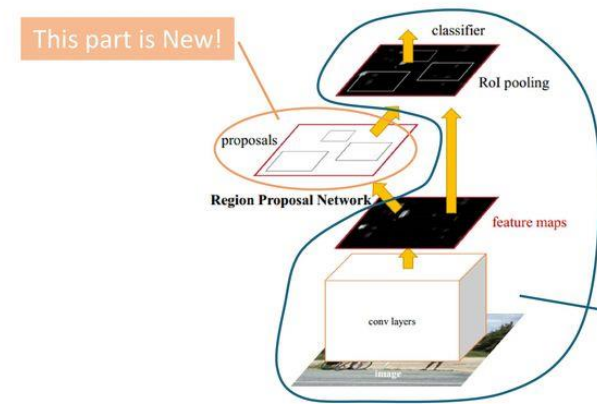 This part is New!
classifier
RoI pooling
proposals
Region Proposal Network
feature maps
conv layers
image